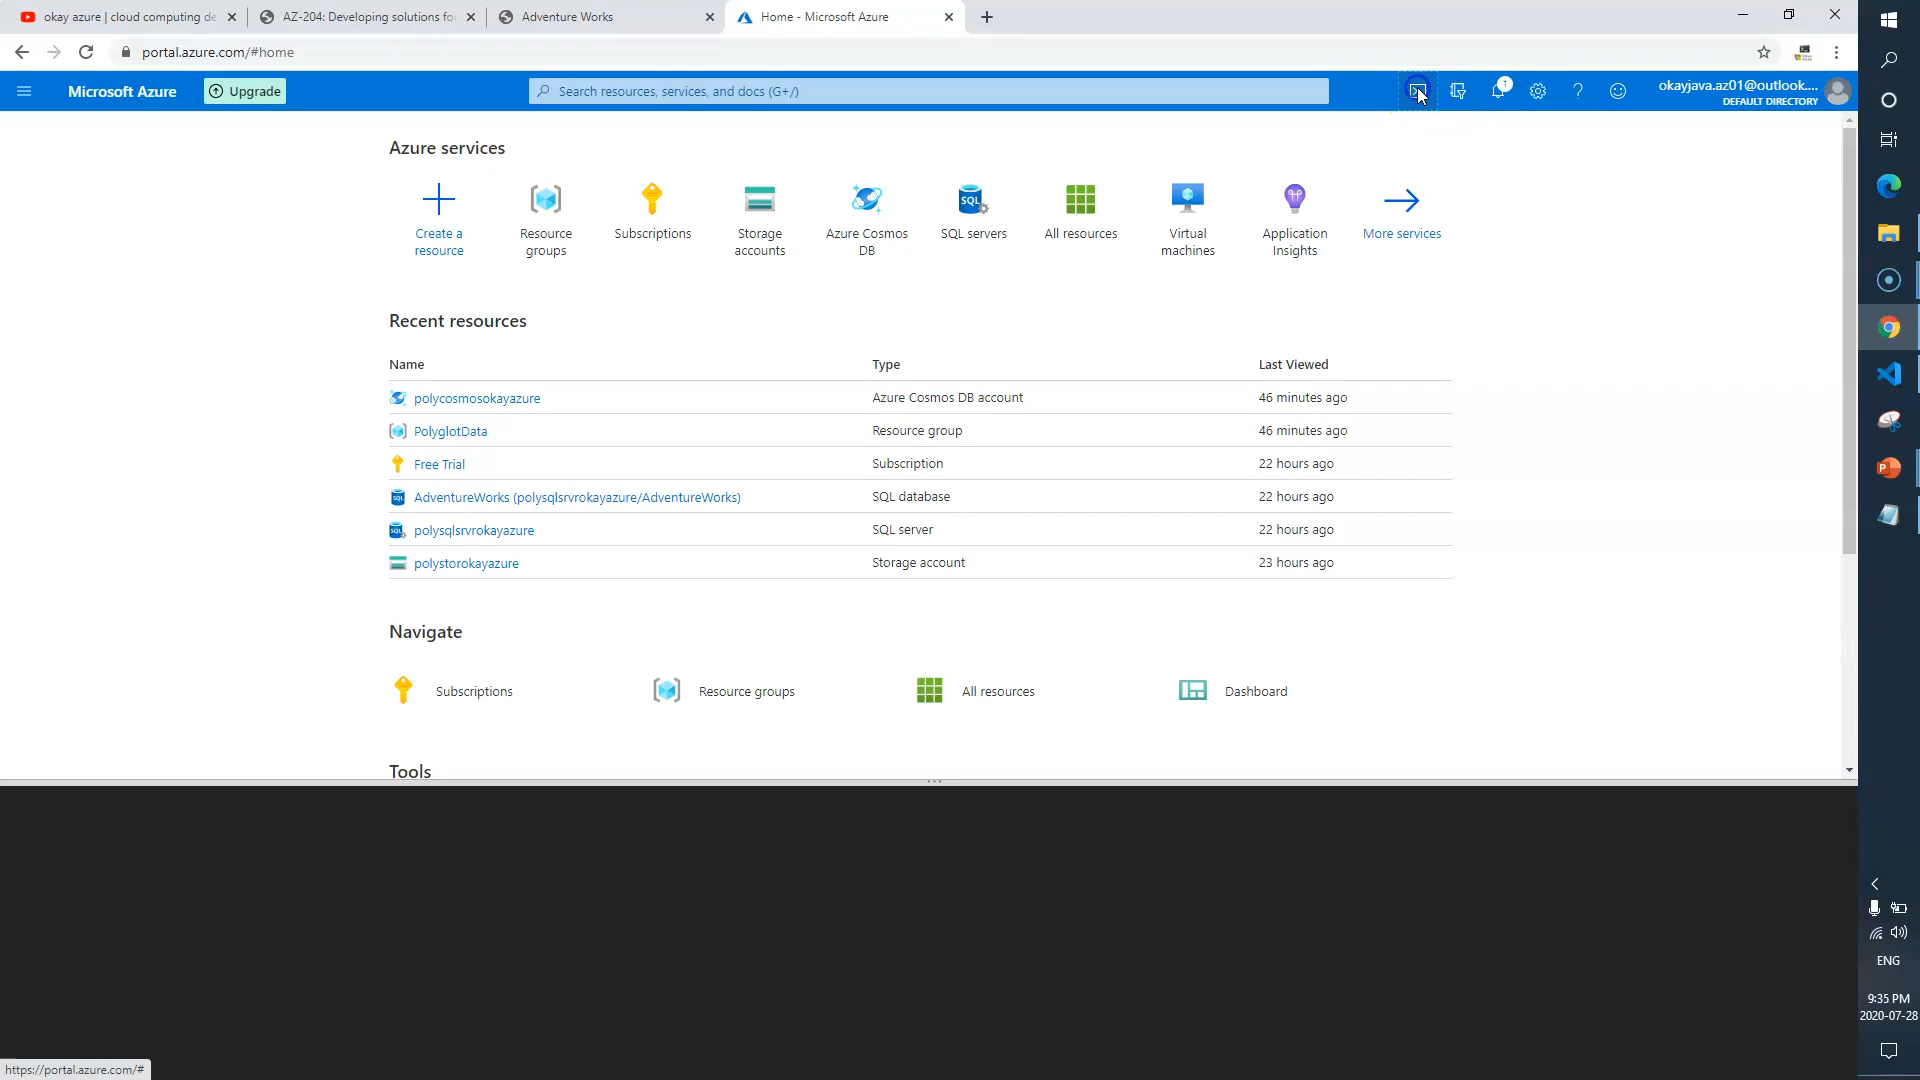 okay azure | cloud computing de
AZ-204: Developing solutions fo
Adventure Works
Home - Microsoft Azure
portal.azure.com/#home
Microsoft Azure
Upgrade
Search resources, services, and docs (G+/)
1
okayjava.az01@outlook....
DEFAULT DIRECTORY
Azure services
Create a
resource
Resource
groups
Subscriptions
Storage
accounts
Azure Cosmos
DB
SQL
SQL servers
All resources
Virtual
machines
Application
Insights
More services
Recent resources
Name Type Last Viewed
polycosmosokayazure Azure Cosmos DB account 46 minutes ago
PolyglotData Resource group 46 minutes ago
Free Trial Subscription 22 hours ago
AdventureWorks (polysqlsrvrokayazure/AdventureWorks) SQL database 22 hours ago
polysqlsrvrokayazure SQL server 22 hours ago
polystorokayazure Storage account 23 hours ago
Navigate
Subscriptions Resource groups All resources Dashboard
Tools
https://portal.azure.com/#
ENG
9:35 PM
2020-07-28